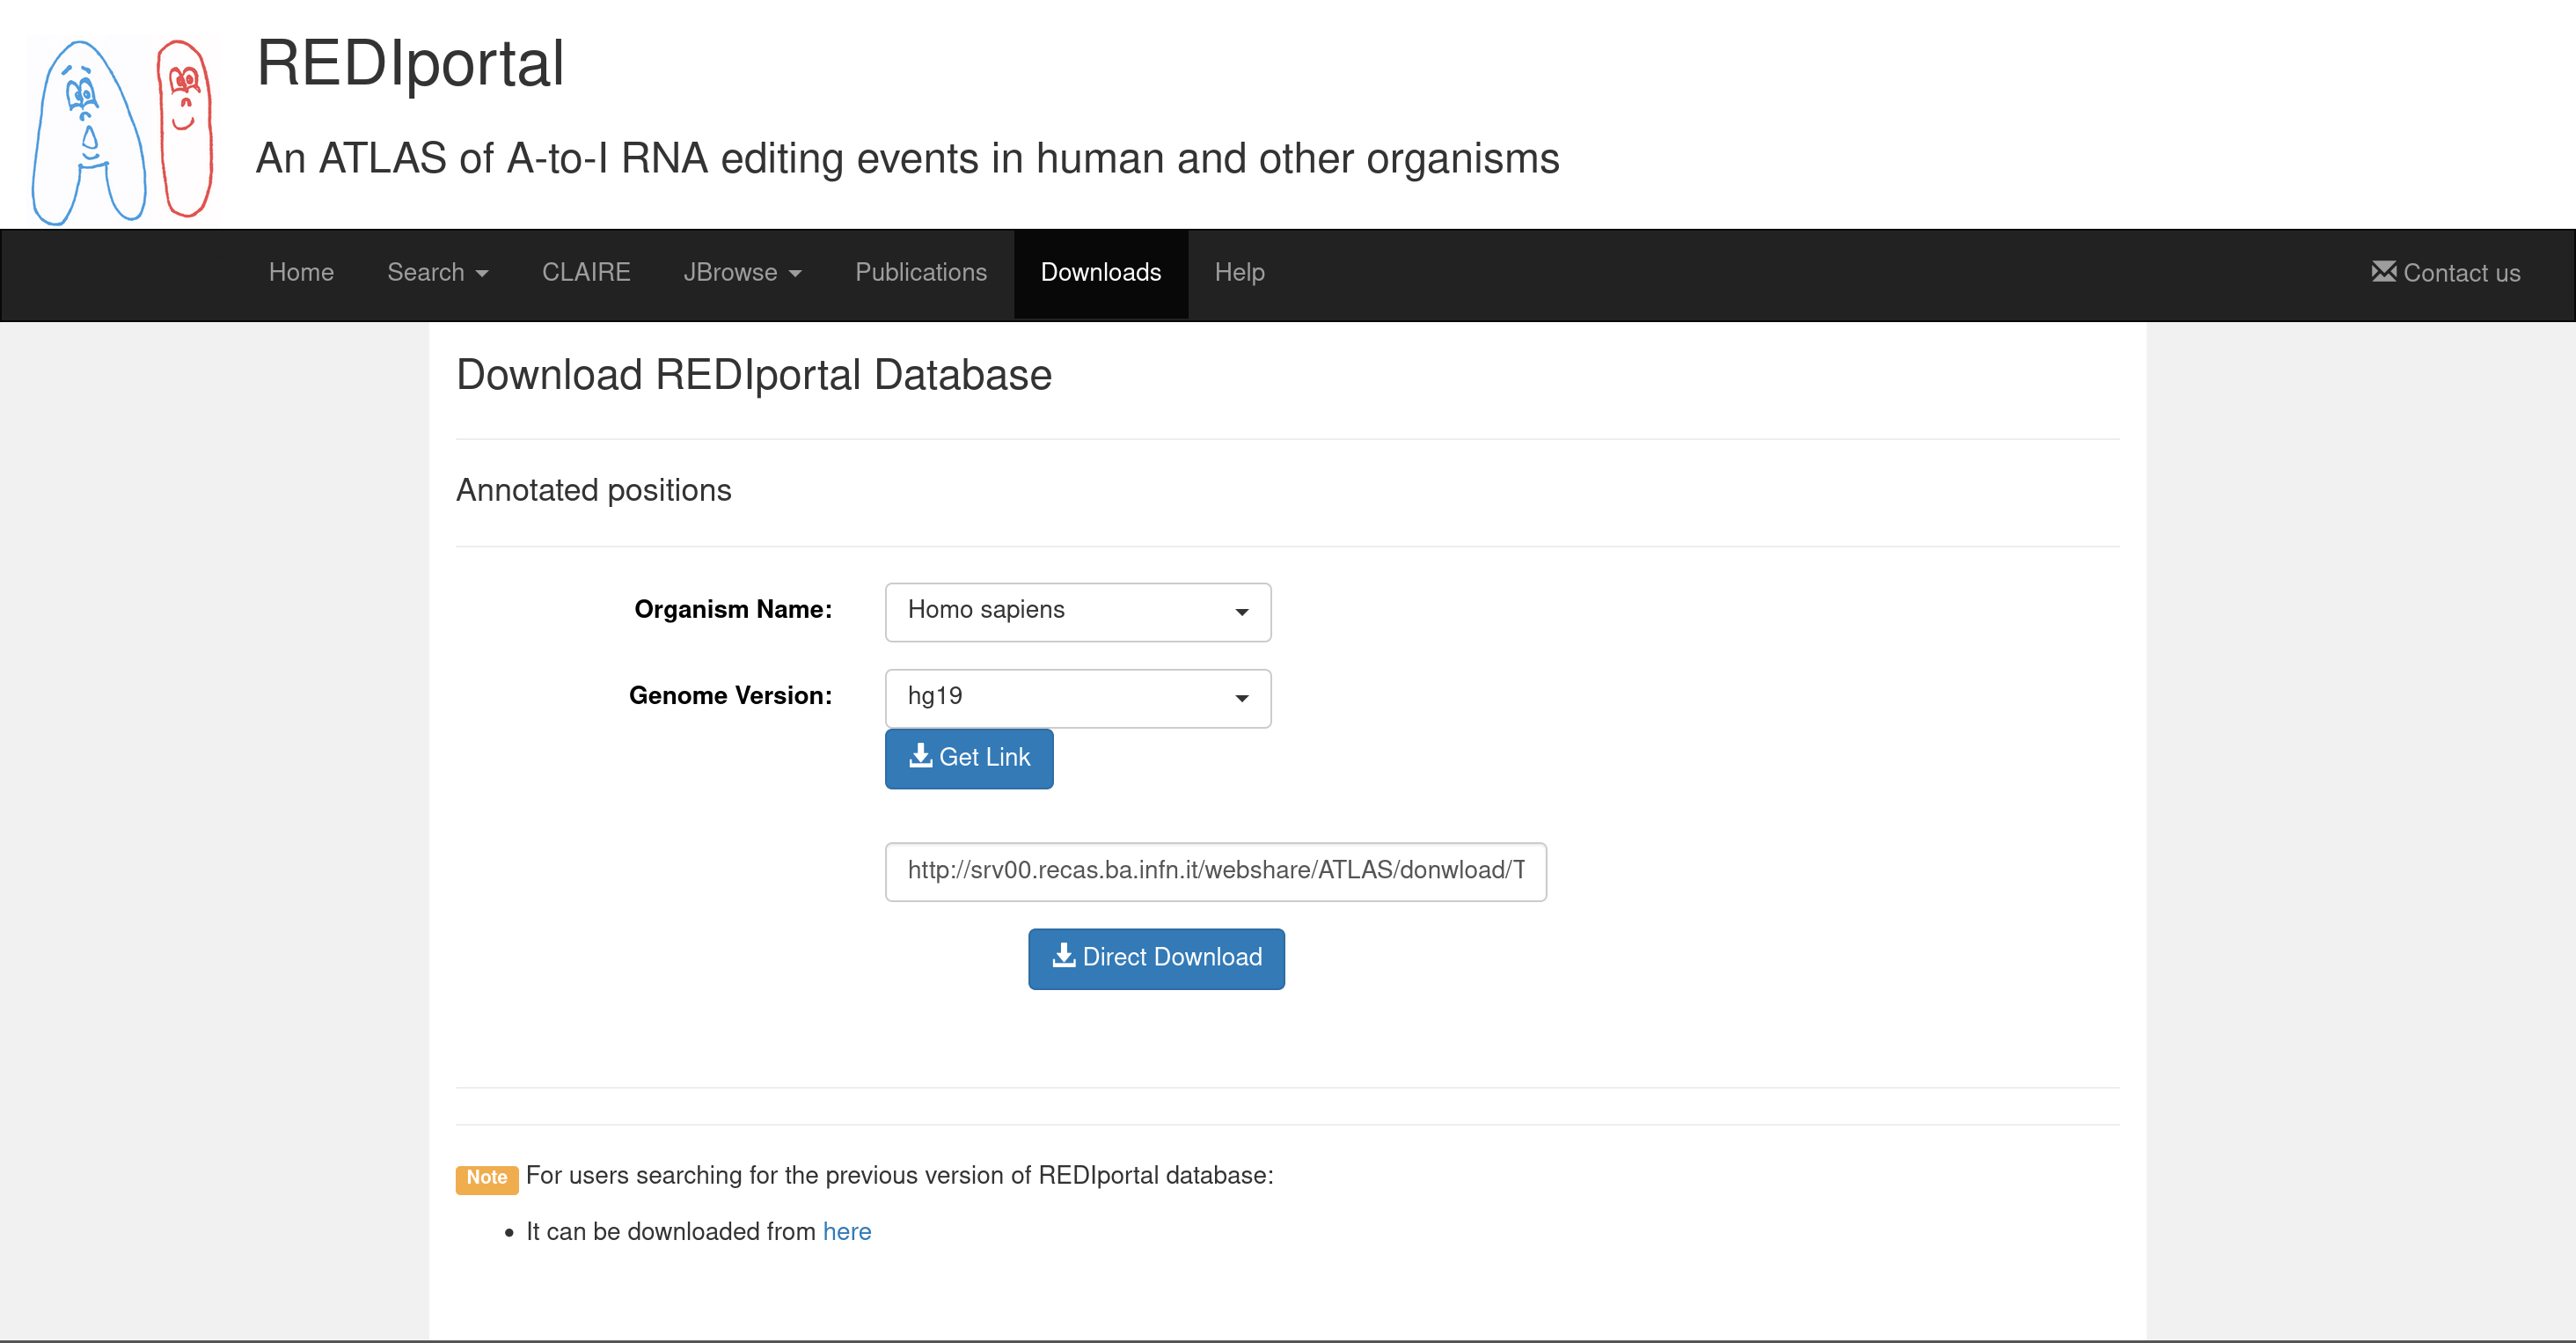 REDIportal
An ATLAS of A-to-I RNA editing events in human and other organisms
Home Search CLAIRE JBrowse Publications Downloads Help Contact us
Download REDIportal Database
Annotated positions
Organism Name: Homo sapiens
Genome Version: hg19
Get Link
http://srv00.recas.ba.infn.it/webshare/ATLAS/donwload/T
Direct Download
Note For users searching for the previous version of REDIportal database:
• It can be downloaded from here